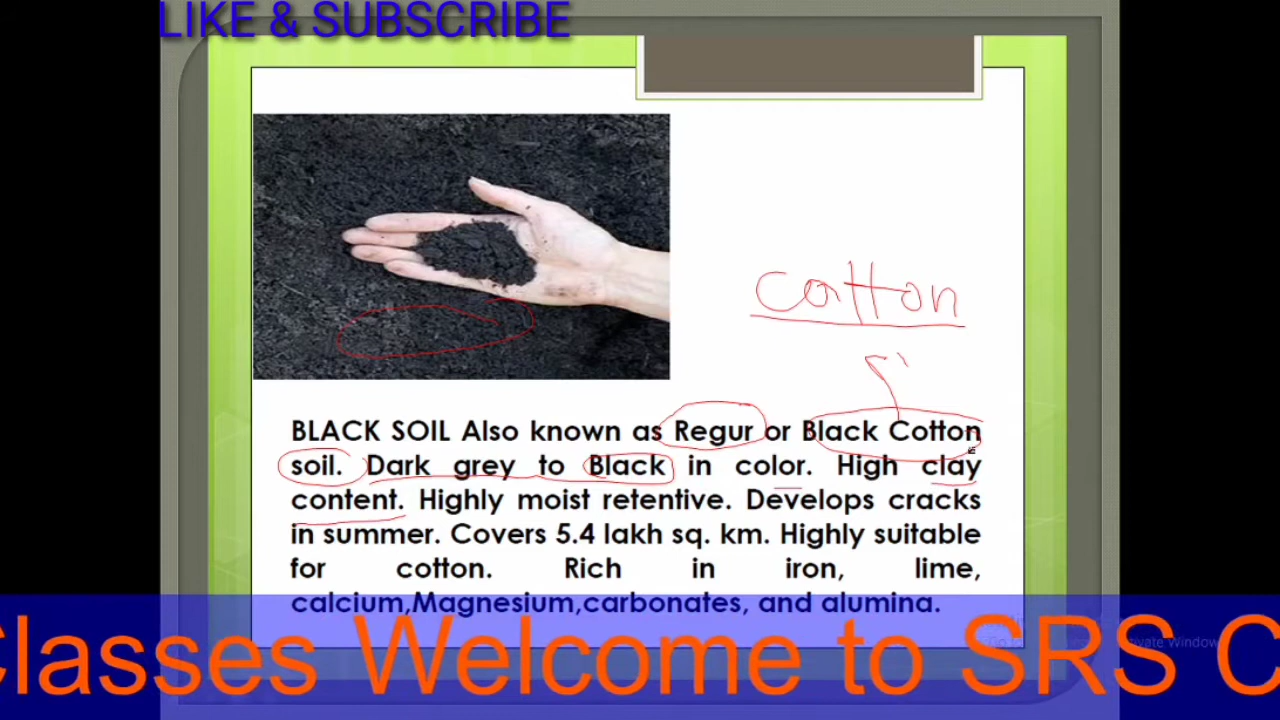 LIKE & SUBSCRIBE
cotton
BLACK SOIL Also known as Regur or Black Cotton
soil. Dark grey to Black in color. High clay
content. Highly moist retentive. Develops cracks
in summer. Covers 5.4 lakh sq. km. Highly suitable
for cotton. Rich in iron, lime,
calcium,Magnesium,carbonates, and alumina.
Classes Welcome to SRS C